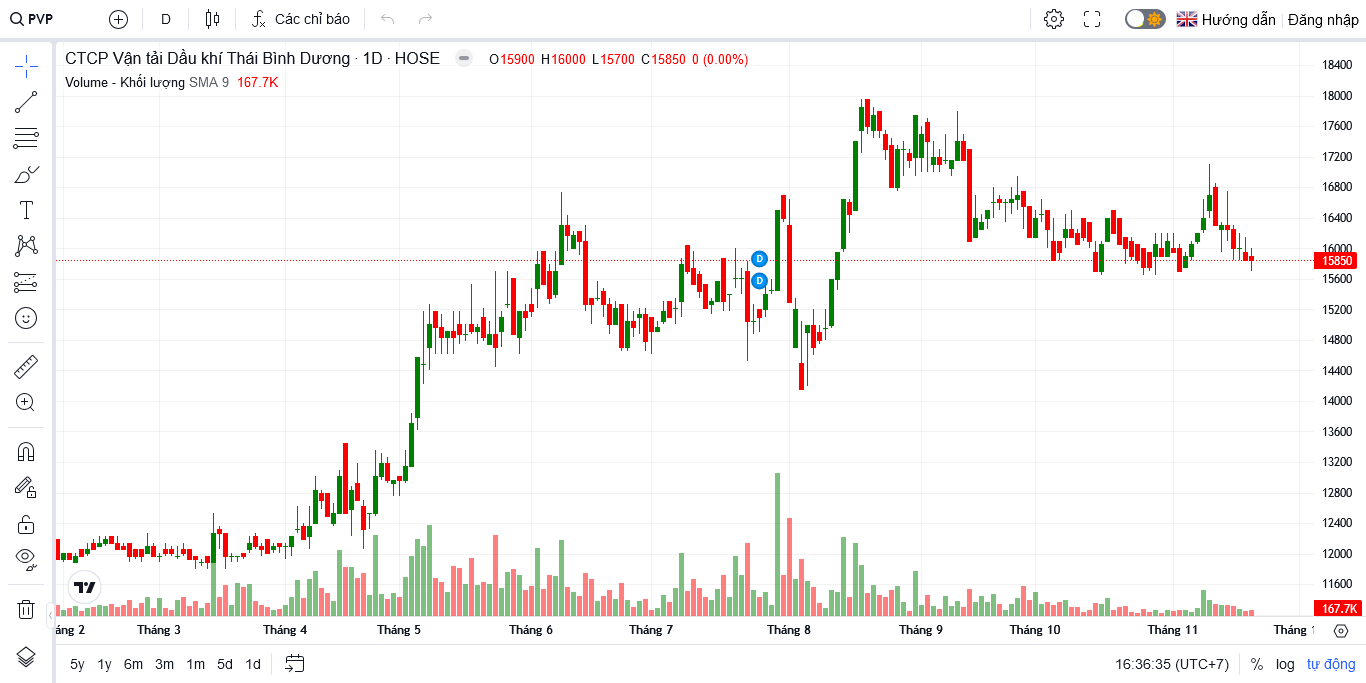 PVP D Các chỉ báo Hướng dẫn Đăng nhập
CTCP Vận tải Dầu khí Thái Bình Dương · 1D · HOSE O15900 H16000 L15700 C15850 0 (0.00%)
Volume - Khối lượng SMA 9 167.7K
18400
18000
17600
17200
16800
16400
16000
D
15850
D
15600
15200
14800
14400
14000
13600
13200
12800
12400
12000
11600
167.7K
áng 2 Tháng 3 Tháng 4 Tháng 5 Tháng 6 Tháng 7 Tháng 8 Tháng 9 Tháng 10 Tháng 11 Tháng 1
5y 1y 6m 3m 1m 5d 1d 16:36:35 (UTC+7) % log tự động